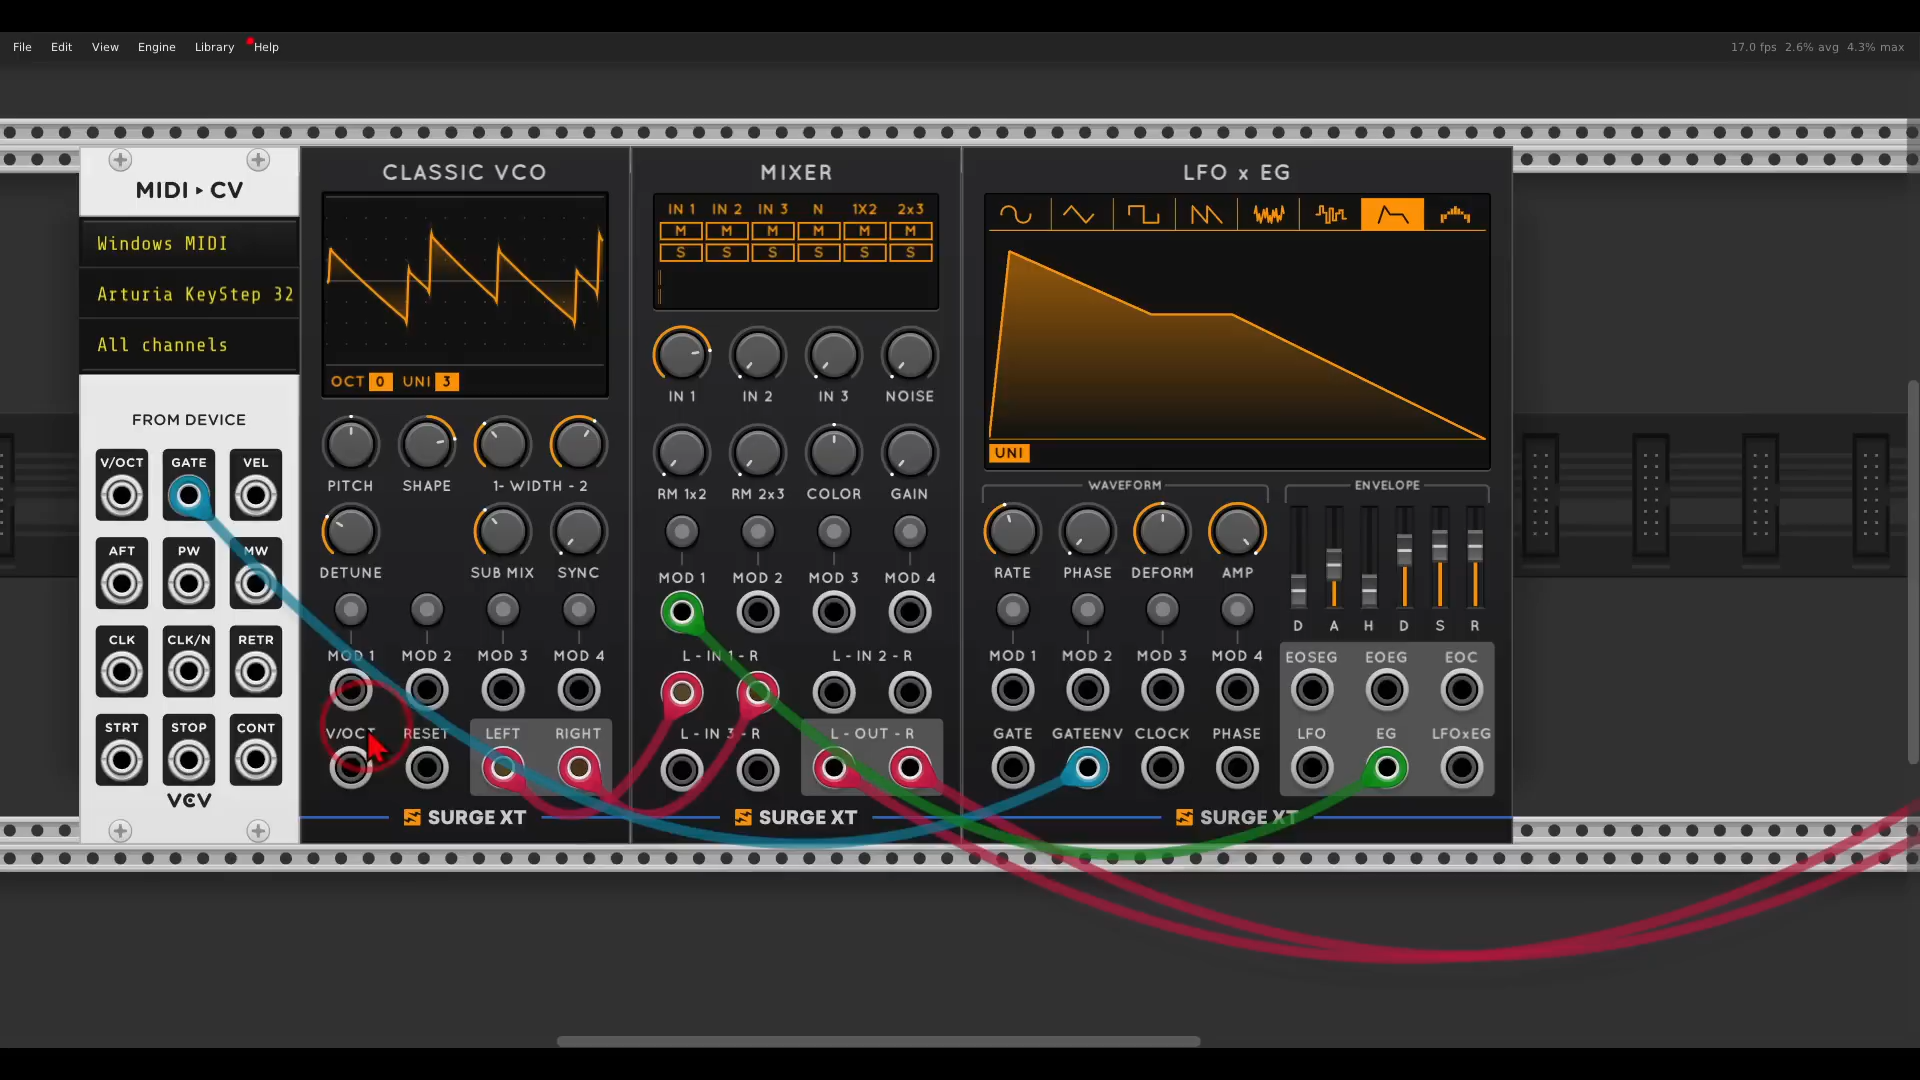 File Edit View Engine Library Help
17.0 fps 2.6% avg 4.3% max
MIDI ▸ CV
Windows MIDI
Arturia KeyStep 32
All channels
FROM DEVICE
V/OCT GATE VEL
AFT PW MW
CLK CLK/N RETR
STRT STOP CONT
VCV
CLASSIC VCO
OCT 0 UNI 3
PITCH SHAPE 1- WIDTH - 2
DETUNE SUB MIX SYNC
MOD 1 MOD 2 MOD 3 MOD 4
V/OCT RESET LEFT RIGHT
SURGE XT
MIXER
IN 1 IN 2 IN 3 N 1X2 2x3
M M M M M M
S S S S S S
IN 1 IN 2 IN 3 NOISE
RM 1x2 RM 2x3 COLOR GAIN
MOD 1 MOD 2 MOD 3 MOD 4
L - IN 1 - R L - IN 2 - R
L - IN 3 - R L - OUT - R
SURGE XT
LFO x EG
UNI
WAVEFORM ENVELOPE
RATE PHASE DEFORM AMP
D A H D S R
MOD 1 MOD 2 MOD 3 MOD 4 EOSEG EOEG EOC
GATE GATEENV CLOCK PHASE LFO EG LFOxEG
SURGE XT